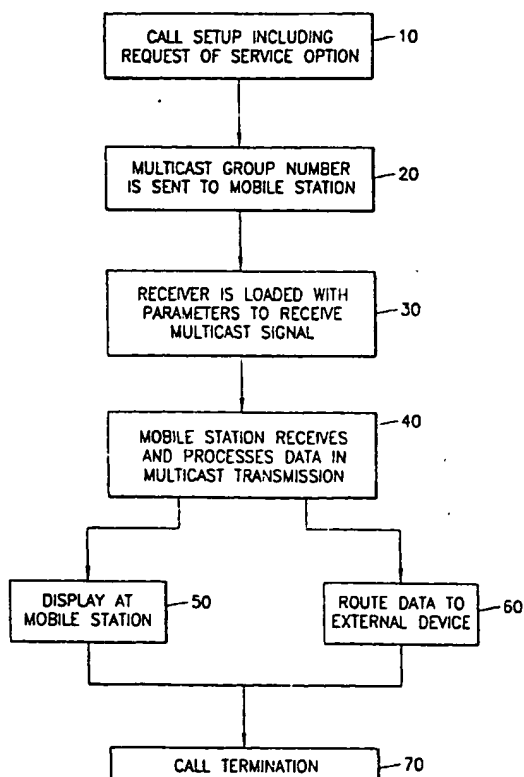 CALL SETUP INCLUDING
REQUEST OF SERVICE OPTION
10
MULTICAST GROUP NUMBER
IS SENT TO MOBILE STATION
20
RECEIVER IS LOADED WITH
PARAMETERS TO RECEIVE
MULTICAST SIGNAL
30
40
MOBILE STATION RECEIVES
AND PROCESSES DATA IN
MULTICAST TRANSMISSION
DISPLAY AT
MOBILE STATION
50
ROUTE DATA TO
EXTERNAL DEVICE
60
CALL TERMINATION
70